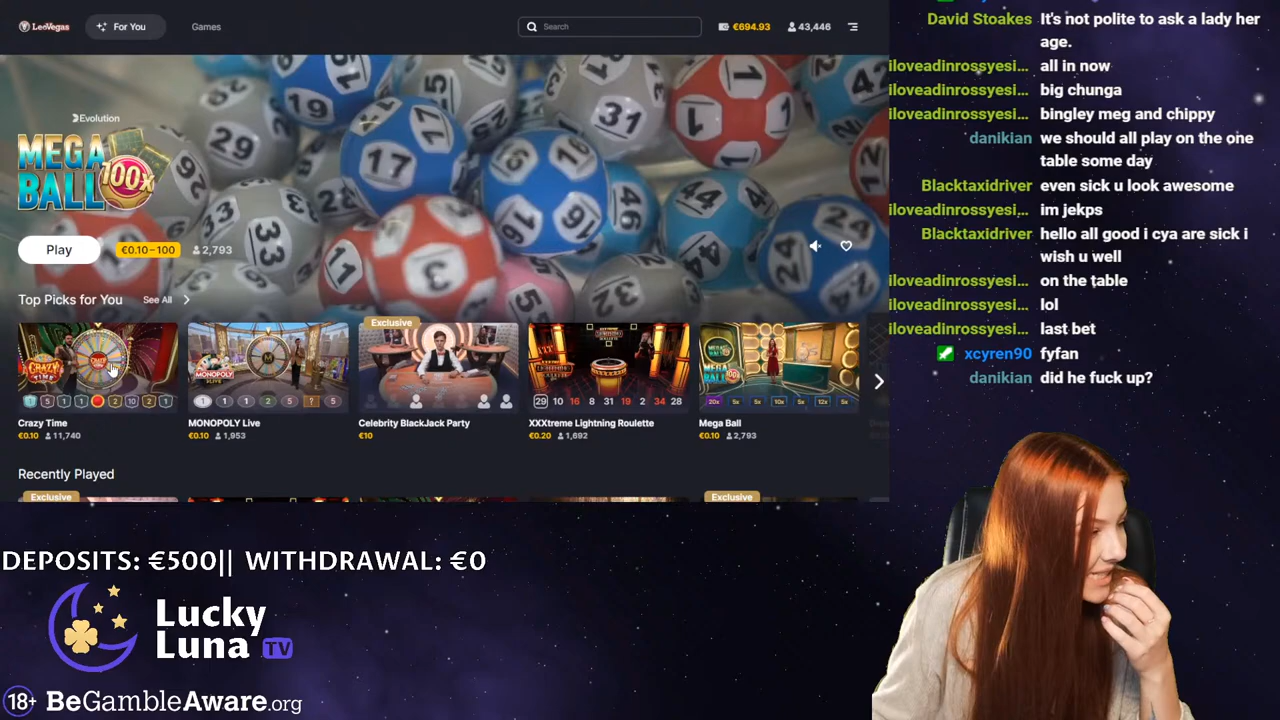 LeoVegas
For You
Games
Search
€694.93
43,446
Evolution
MEGA
BALL
100x
Play
€0.10–100
2,793
Top Picks for You
See All
Exclusive
Crazy Time
€0.10
11,740
MONOPOLY Live
€0.10
1,953
Celebrity BlackJack Party
€10
XXXtreme Lightning Roulette
€0.20
1,692
Mega Ball
€0.10
2,793
Recently Played
Exclusive
Exclusive
David Stoakes It's not polite to ask a lady her
age.
iloveadinrossyesi... all in now
iloveadinrossyesi... big chunga
iloveadinrossyesi... bingley meg and chippy
danikian we should all play on the one
table some day
Blacktaxidriver even sick u look awesome
iloveadinrossyesi... im jekps
Blacktaxidriver hello all good i cya are sick i
wish u well
iloveadinrossyesi... on the table
iloveadinrossyesi... lol
iloveadinrossyesi... last bet
xcyren90 fyfan
danikian did he fuck up?
DEPOSITS: €500|| WITHDRAWAL: €0
Lucky
Luna TV
18+ BeGambleAware.org